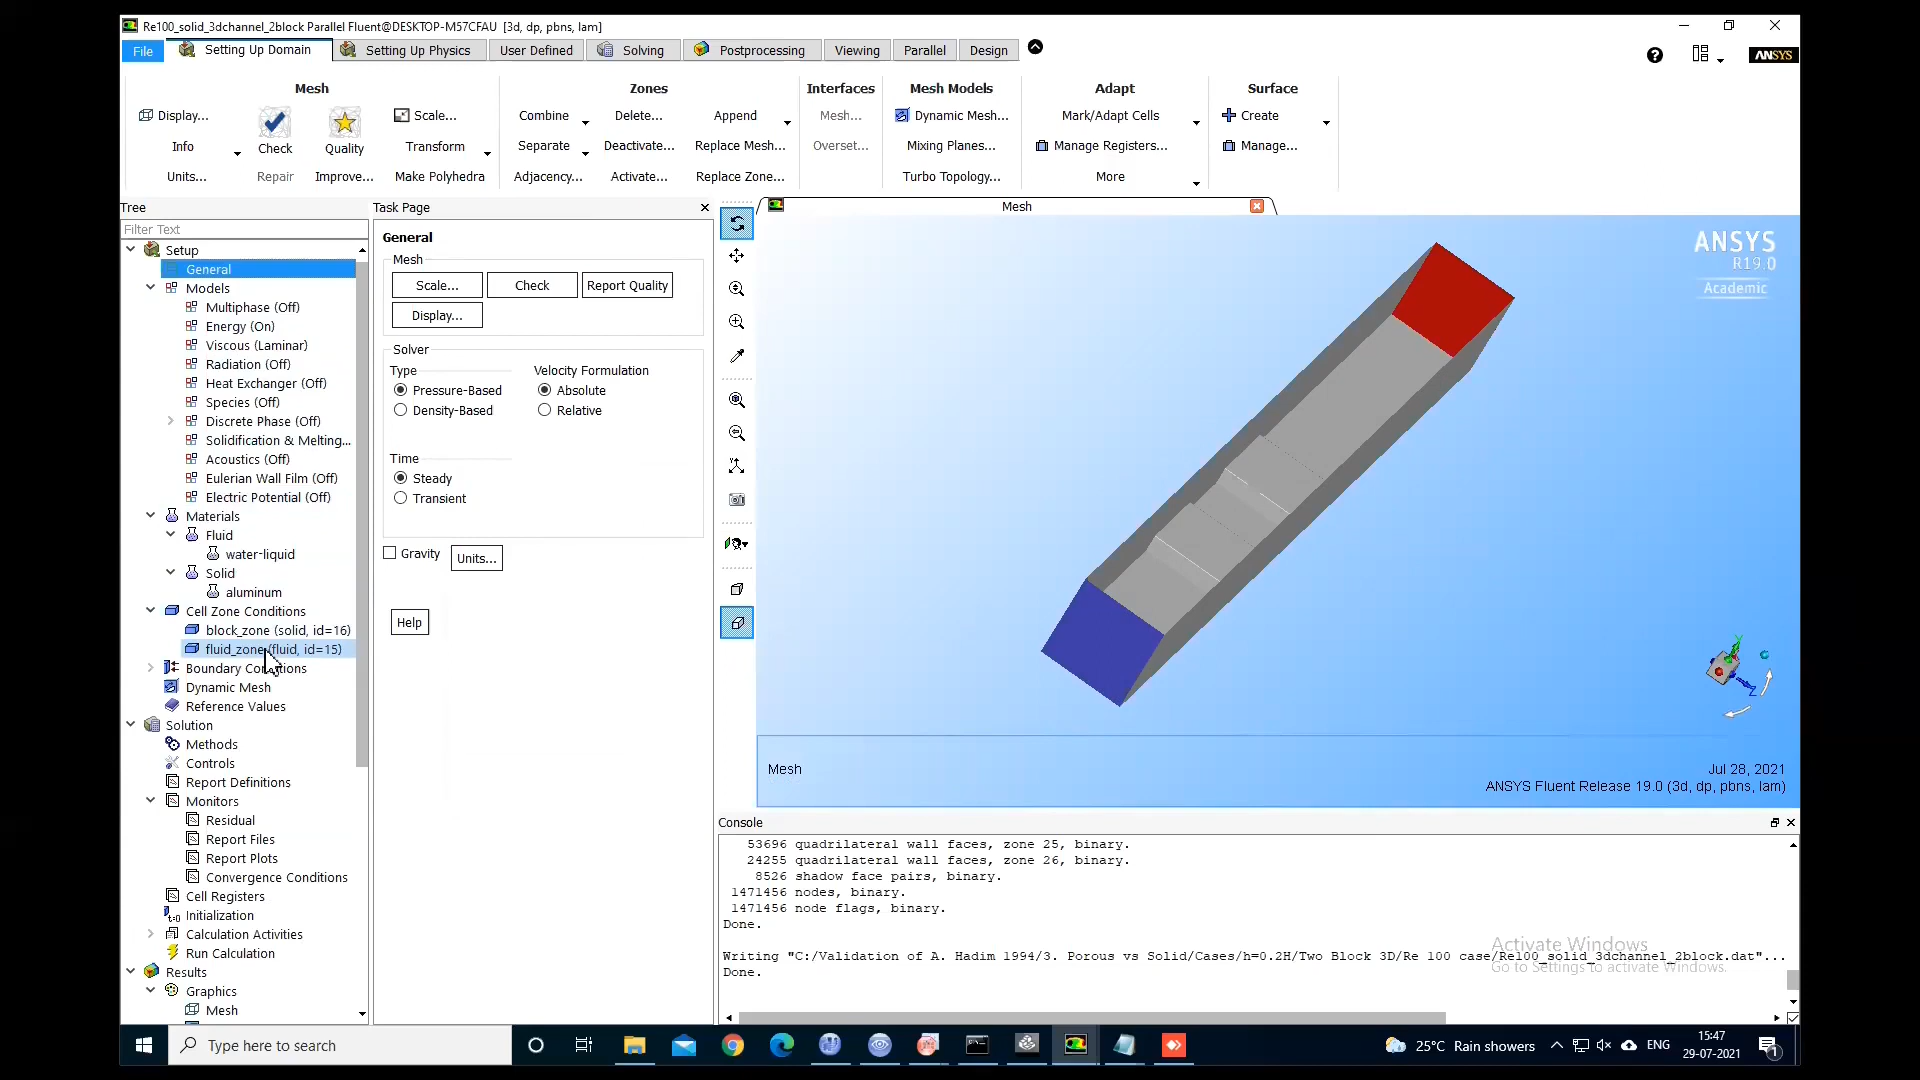 Re100_solid_3dchannel_2block Parallel Fluent@DESKTOP-M57CFAU [3d, dp, pbns, lam]
File
Setting Up Domain
Setting Up Physics
User Defined
Solving
Postprocessing
Viewing
Parallel
Design
ANSYS
Mesh
Zones
Interfaces
Mesh Models
Adapt
Surface
Display...
Scale...
Combine
Delete...
Append
Mesh...
Dynamic Mesh...
Mark/Adapt Cells
Create
Info
Check
Quality
Transform
Separate
Deactivate...
Replace Mesh...
Overset...
Mixing Planes...
Manage Registers...
Manage...
Units...
Repair
Improve...
Make Polyhedra
Adjacency...
Activate...
Replace Zone...
Turbo Topology...
More
Tree
Filter Text
Setup
General
Models
Multiphase (Off)
Energy (On)
Viscous (Laminar)
Radiation (Off)
Heat Exchanger (Off)
Species (Off)
Discrete Phase (Off)
Solidification & Melting...
Acoustics (Off)
Eulerian Wall Film (Off)
Electric Potential (Off)
Materials
Fluid
water-liquid
Solid
aluminum
Cell Zone Conditions
block_zone (solid, id=16)
fluid_zone (fluid, id=15)
Boundary Conditions
Dynamic Mesh
Reference Values
Solution
Methods
Controls
Report Definitions
Monitors
Residual
Report Files
Report Plots
Convergence Conditions
Cell Registers
Initialization
Calculation Activities
Run Calculation
Results
Graphics
Mesh
Task Page
General
Mesh
Scale...
Check
Report Quality
Display...
Solver
Type
Velocity Formulation
Pressure-Based
Absolute
Density-Based
Relative
Time
Steady
Transient
Gravity
Units...
Help
Mesh
ANSYS
R19.0
Academic
Y
Z
Mesh
Jul 28, 2021
ANSYS Fluent Release 19.0 (3d, dp, pbns, lam)
Console
53696 quadrilateral wall faces, zone 25, binary.
24255 quadrilateral wall faces, zone 26, binary.
8526 shadow face pairs, binary.
1471456 nodes, binary.
1471456 node flags, binary.
Done.
Writing "C:/Validation of A. Hadim 1994/3. Porous vs Solid/Cases/h=0.2H/Two Block 3D/Re 100 case/Re100_solid_3dchannel_2block.dat"...
Done.
Activate Windows
Go to Settings to activate Windows.
Type here to search
25°C Rain showers
ENG
15:47
29-07-2021
1